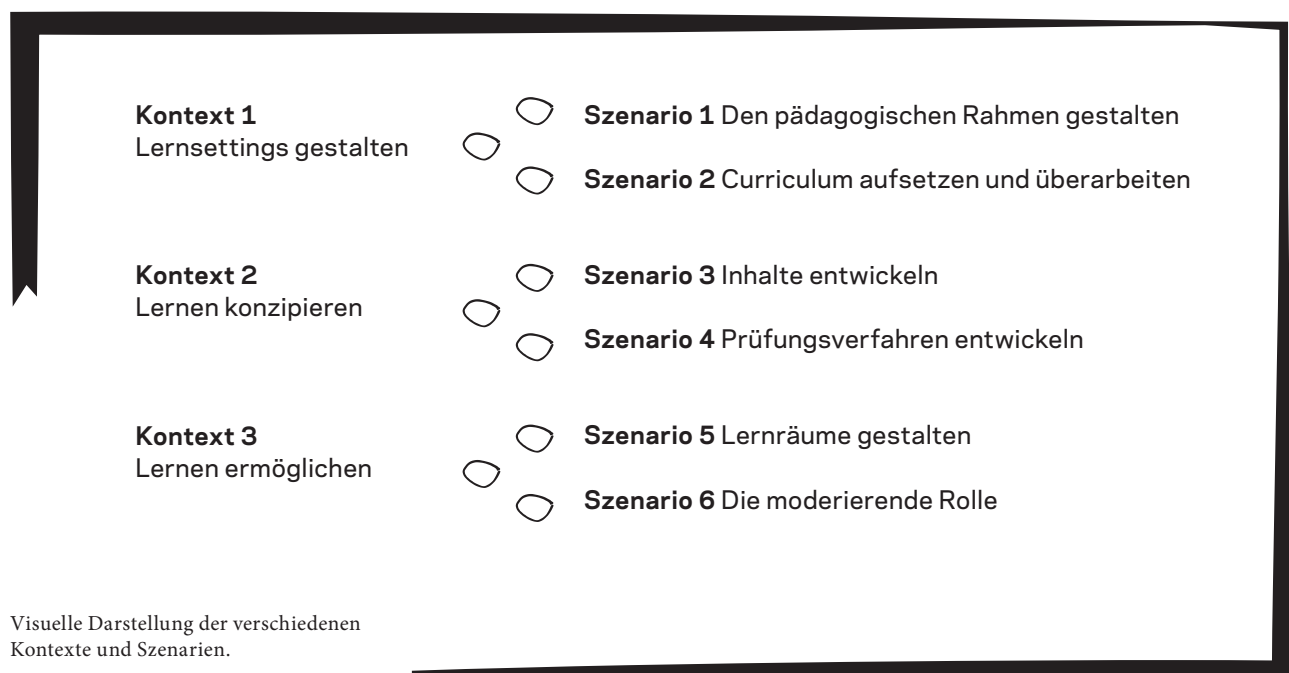 Kontext 1
Lernsettings gestalten
Szenario 1 Den pädagogischen Rahmen gestalten
Szenario 2 Curriculum aufsetzen und überarbeiten
Kontext 2
Lernen konzipieren
Szenario 3 Inhalte entwickeln
Szenario 4 Prüfungsverfahren entwickeln
Kontext 3
Lernen ermöglichen
Szenario 5 Lernräume gestalten
Szenario 6 Die moderierende Rolle
Visuelle Darstellung der verschiedenen
Kontexte und Szenarien.